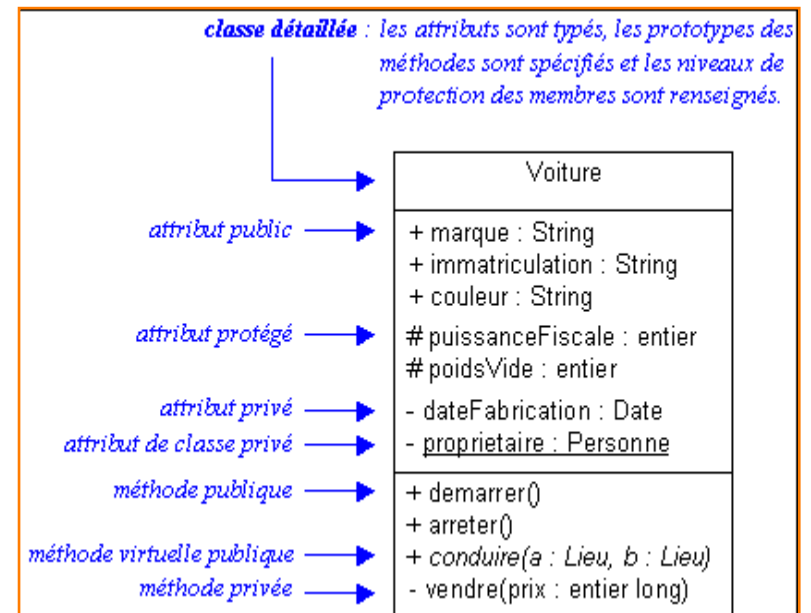 classe détaillée : les attributs sont typés, les prototypes des
méthodes sont spécifiés et les niveaux de
protection des membres sont renseignés.
Voiture
attribut public
+ marque : String
+ immatriculation : String
+ couleur : String
attribut protégé
# puissanceFiscale : entier
# poidsVide : entier
attribut privé
- dateFabrication : Date
attribut de classe privé
- proprietaire : Personne
méthode publique
+ demarrer()
+ arreter()
méthode virtuelle publique
+ conduire(a : Lieu, b : Lieu)
méthode privée
- vendre(prix : entier long)